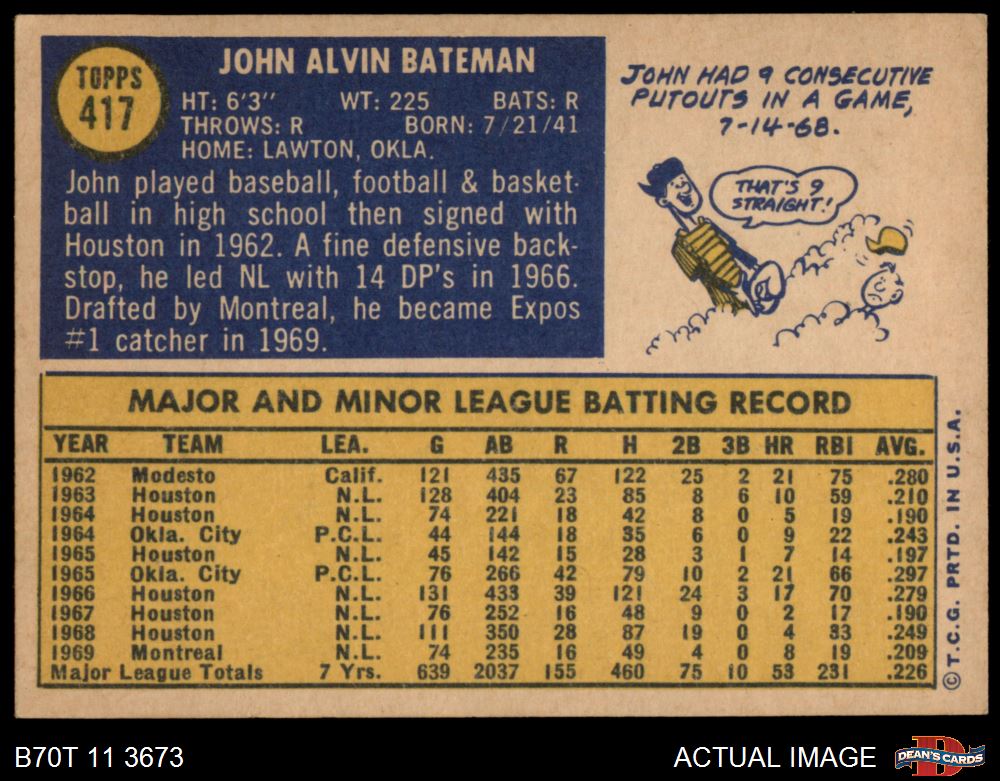 TOPPS
417
JOHN ALVIN BATEMAN
HT: 6'3" WT: 225 BATS: R
THROWS: R BORN: 7/21/41
HOME: LAWTON, OKLA.
John played baseball, football & basket-
ball in high school then signed with
Houston in 1962. A fine defensive back-
stop, he led NL with 14 DP's in 1966.
Drafted by Montreal, he became Expos
#1 catcher in 1969.
JOHN HAD 9 CONSECUTIVE
PUTOUTS IN A GAME,
7-14-68.
THAT'S 9
STRAIGHT!
MAJOR AND MINOR LEAGUE BATTING RECORD
YEAR TEAM LEA. G AB R H 2B 3B HR RBI AVG.
1962 Modesto Calif. 121 435 67 122 25 2 21 75 .280
1963 Houston N.L. 128 404 23 85 8 6 10 59 .210
1964 Houston N.L. 74 221 18 42 8 0 5 19 .190
1964 Okla. City P.C.L. 44 144 18 35 6 0 9 22 .243
1965 Houston N.L. 45 142 15 28 3 1 7 14 .197
1965 Okla. City P.C.L. 76 266 42 79 10 2 21 66 .297
1966 Houston N.L. 131 433 39 121 24 3 17 70 .279
1967 Houston N.L. 76 252 16 48 9 0 2 17 .190
1968 Houston N.L. 111 350 28 87 19 0 4 33 .249
1969 Montreal N.L. 74 235 16 49 4 0 8 19 .209
Major League Totals 7 Yrs. 639 2037 155 460 75 10 53 231 .226
© T.C.G. PRTD. IN U.S.A.
B70T 11 3673
ACTUAL IMAGE
D
DEAN'S CARDS